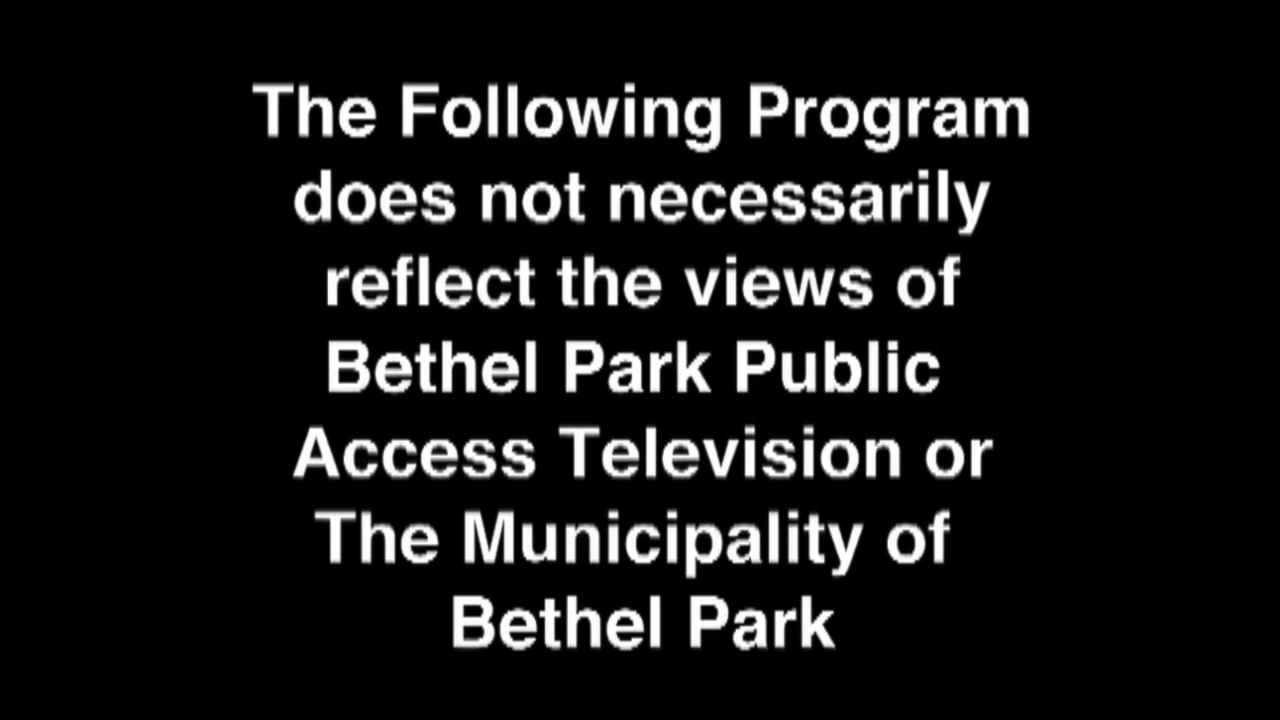 The Following Program
does not necessarily
reflect the views of
Bethel Park Public
Access Television or
The Municipality of
Bethel Park